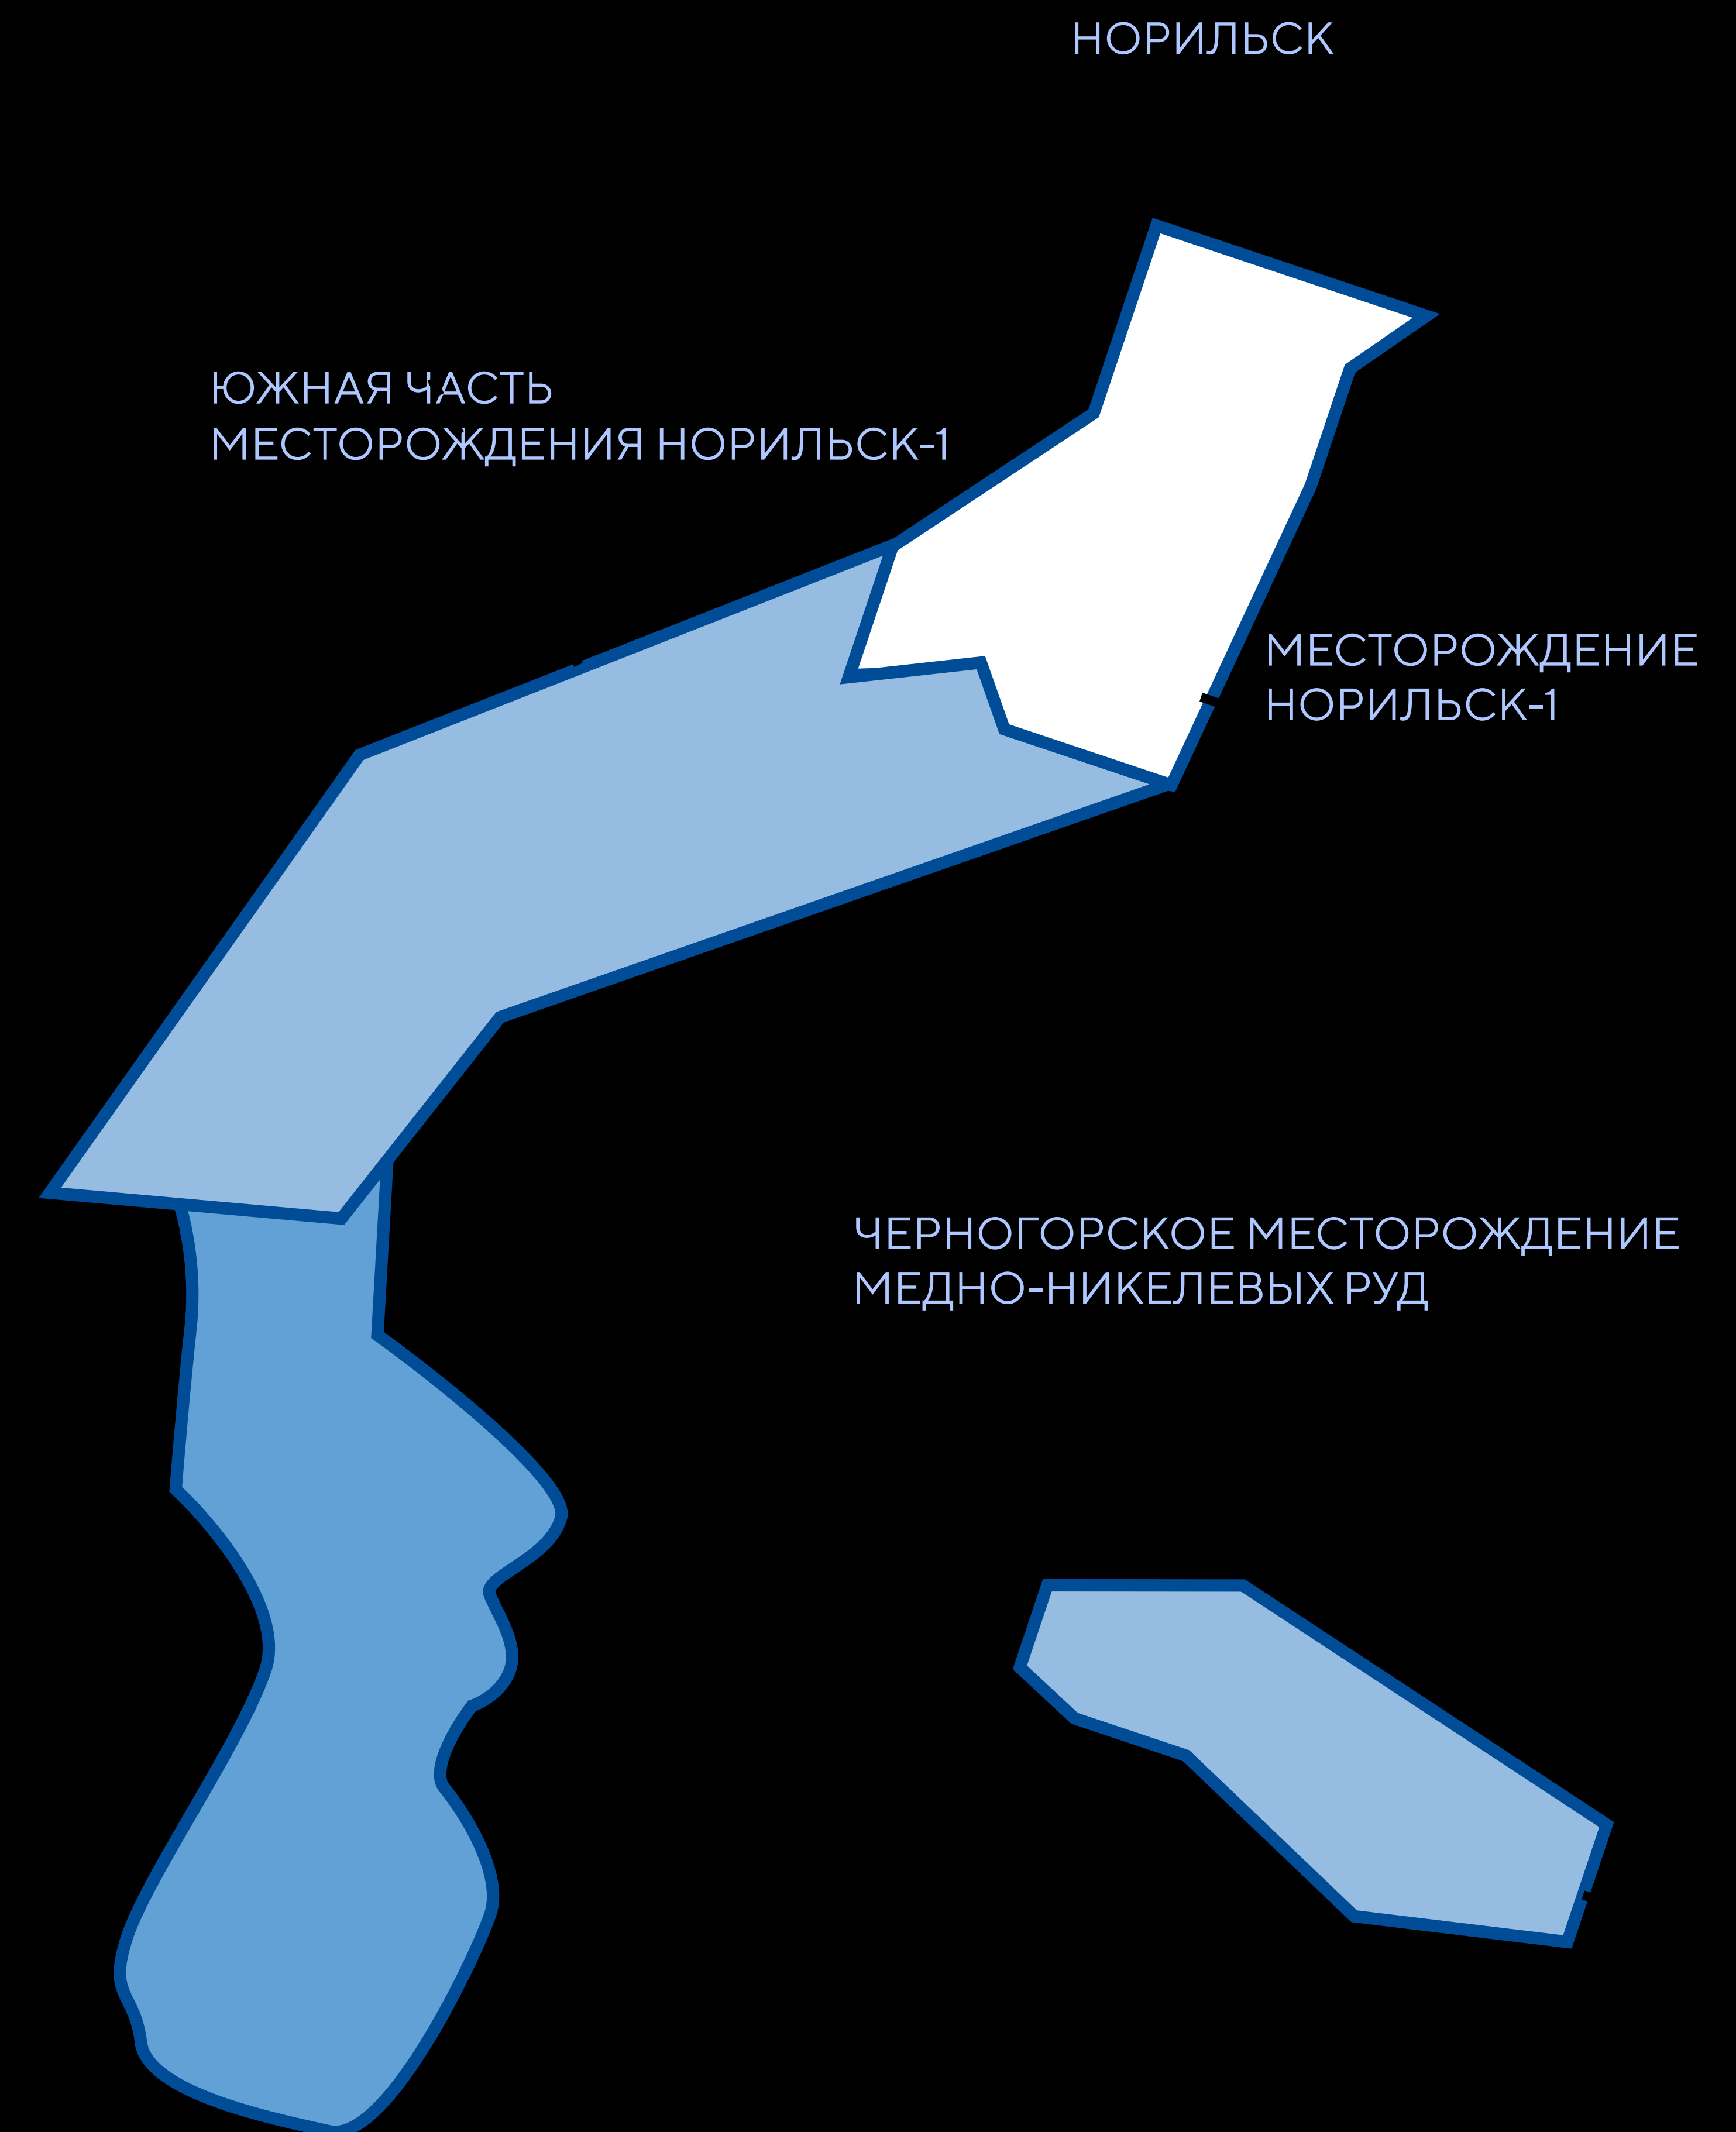 НОРИЛЬСК
ЮЖНАЯ ЧАСТЬ
МЕСТОРОЖДЕНИЯ НОРИЛЬСК-1
МЕСТОРОЖДЕНИЕ
НОРИЛЬСК-1
ЧЕРНОГОРСКОЕ МЕСТОРОЖДЕНИЕ
МЕДНО-НИКЕЛЕВЫХ РУД